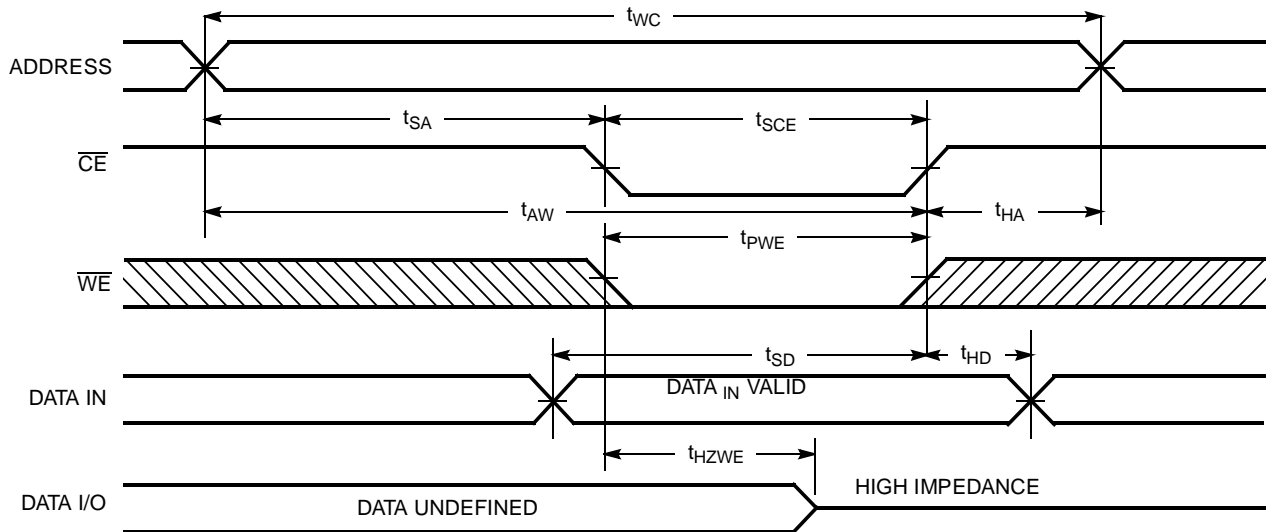 tWC
ADDRESS
tSA
tSCE
CE
tAW
tHA
tPWE
WE
tSD
tHD
DATA IN
DATA IN VALID
tHZWE
DATA I/O
DATA UNDEFINED
HIGH IMPEDANCE